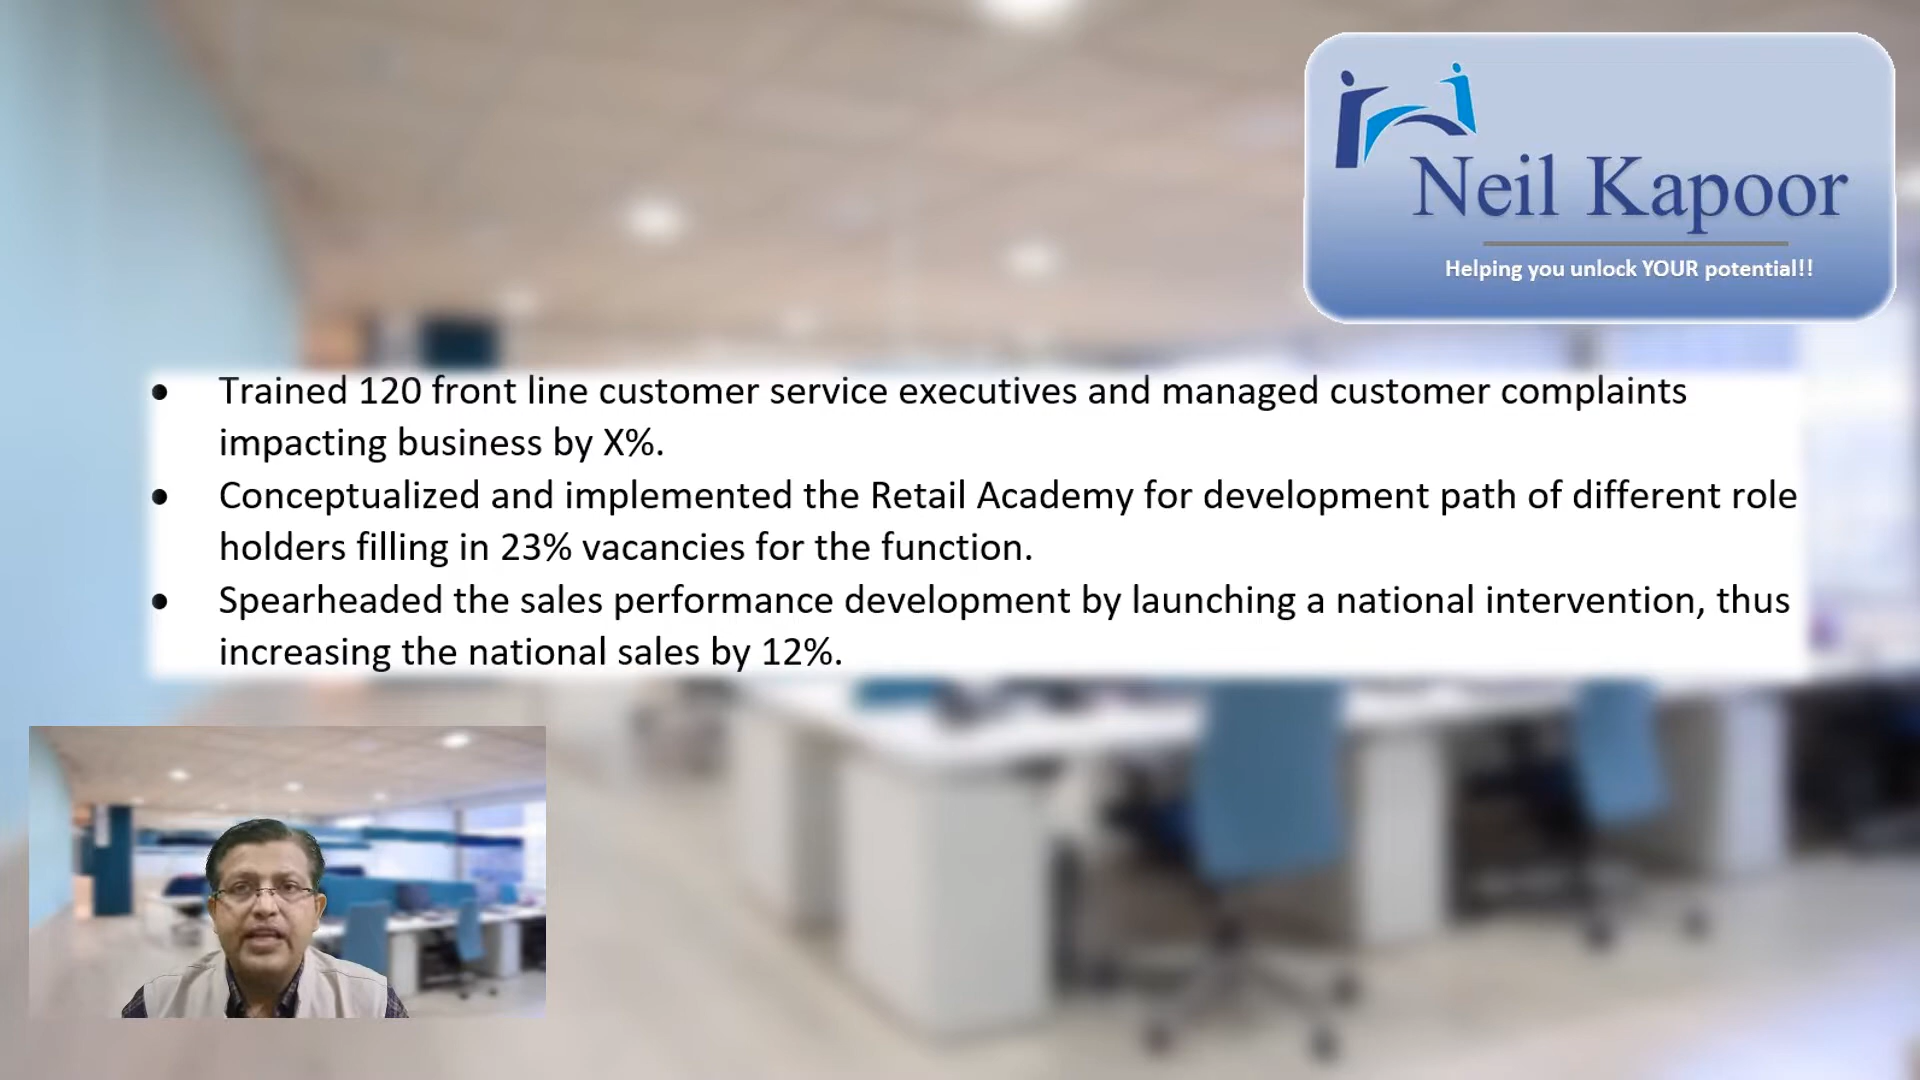 Neil Kapoor
Helping you unlock YOUR potential!!
• Trained 120 front line customer service executives and managed customer complaints
impacting business by X%.
• Conceptualized and implemented the Retail Academy for development path of different role
holders filling in 23% vacancies for the function.
• Spearheaded the sales performance development by launching a national intervention, thus
increasing the national sales by 12%.